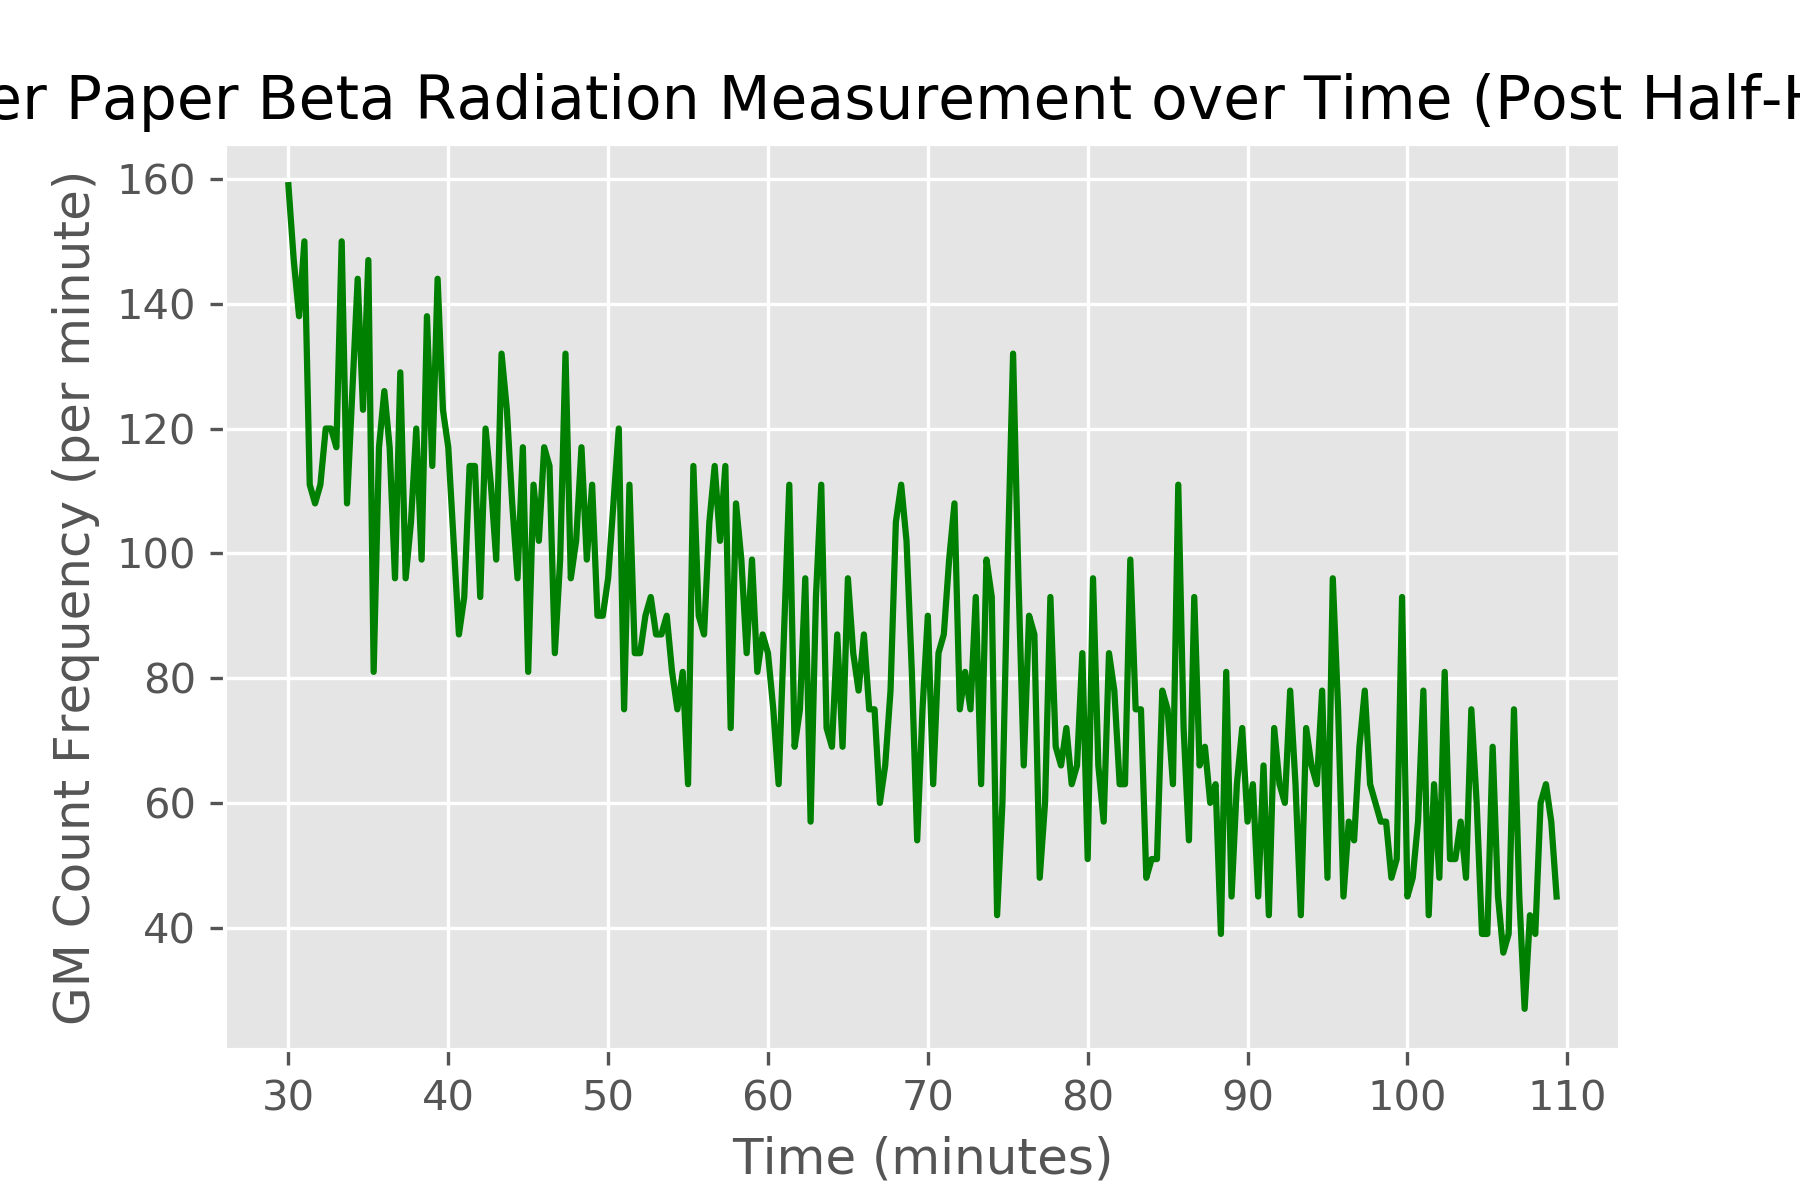 er Paper Beta Radiation Measurement over Time (Post Half-H
GM Count Frequency (per minute)
160
140
120
100
80
60
40
30 40 50 60 70 80 90 100 110
Time (minutes)